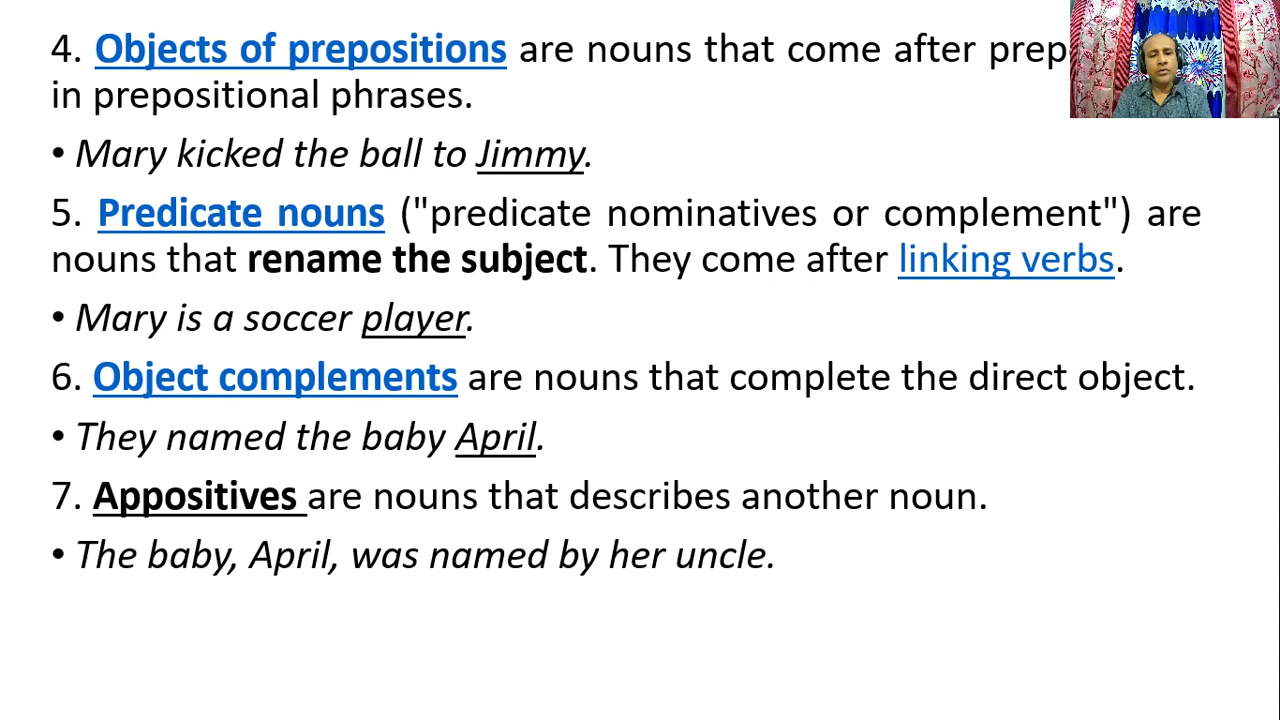 4. Objects of prepositions are nouns that come after
in prepositional phrases.
• Mary kicked the ball to Jimmy.
5. Predicate nouns ("predicate nominatives or complement") are
nouns that rename the subject. They come after linking verbs.
• Mary is a soccer player.
6. Object complements are nouns that complete the direct object.
• They named the baby April.
7. Appositives are nouns that describes another noun.
• The baby, April, was named by her uncle.